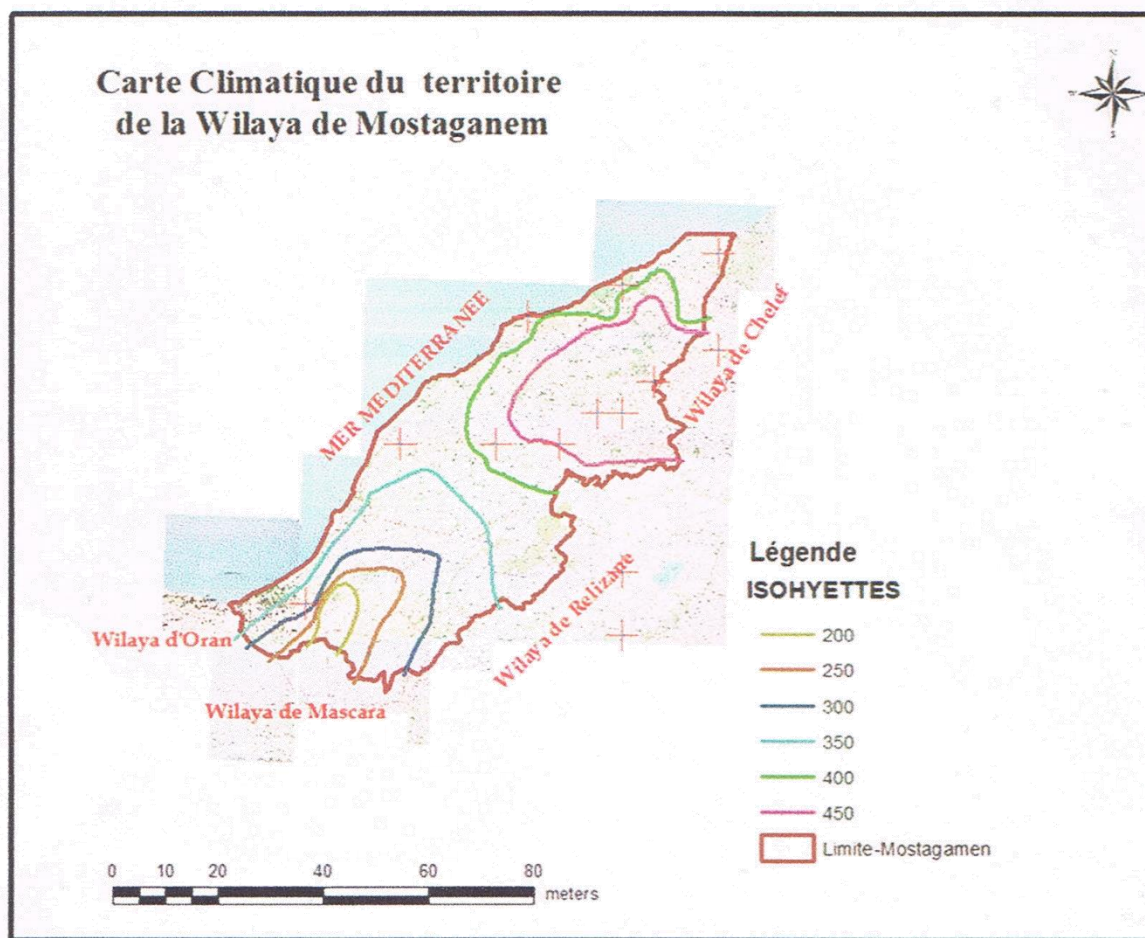 Carte Climatique du territoire
de la Wilaya de Mostaganem
MER MEDITERRANEE
Wilaya de Chelef
Wilaya de Relizane
Wilaya d'Oran
Wilaya de Mascara
Légende
ISOHYETTES
200
250
300
350
400
450
Limite-Mostagamen
0 10 20 40 60 80
meters